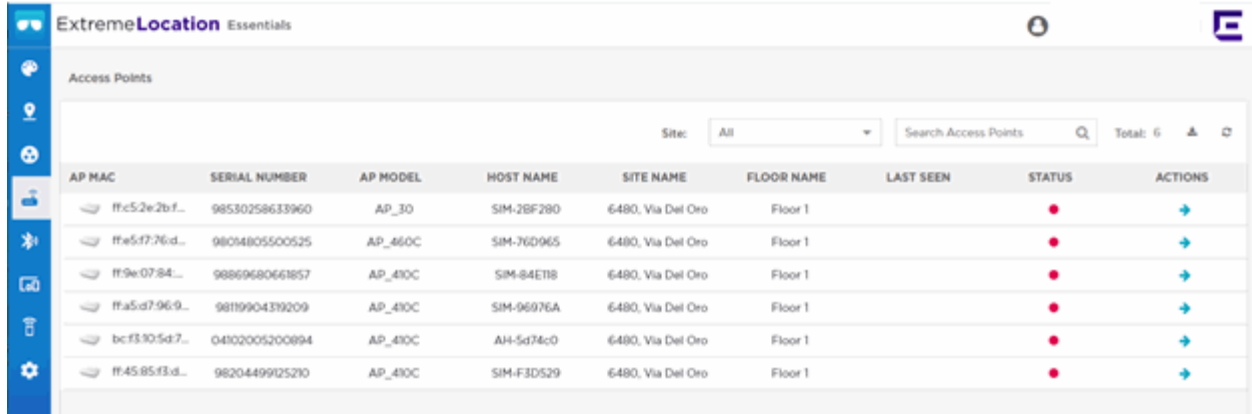 ExtremeLocation Essentials
Access Points
Site: All Search Access Points Total: 6
AP MAC SERIAL NUMBER AP MODEL HOST NAME SITE NAME FLOOR NAME LAST SEEN STATUS ACTIONS
ff:c5:2e:2b:f... 98530258633960 AP_30 SIM-2BF280 6480, Via Del Oro Floor 1
ff:e5:f7:76:d... 98014805500525 AP_460C SIM-76D965 6480, Via Del Oro Floor 1
ff:9e:07:84:... 98869680661857 AP_410C SIM-84E118 6480, Via Del Oro Floor 1
ff:a5:d7:96:9... 98119904319209 AP_410C SIM-96976A 6480, Via Del Oro Floor 1
bc:f3:10:5d:7... 04102005200894 AP_410C AH-5d74c0 6480, Via Del Oro Floor 1
ff:45:85:f3:d... 98204499125210 AP_410C SIM-F3D529 6480, Via Del Oro Floor 1